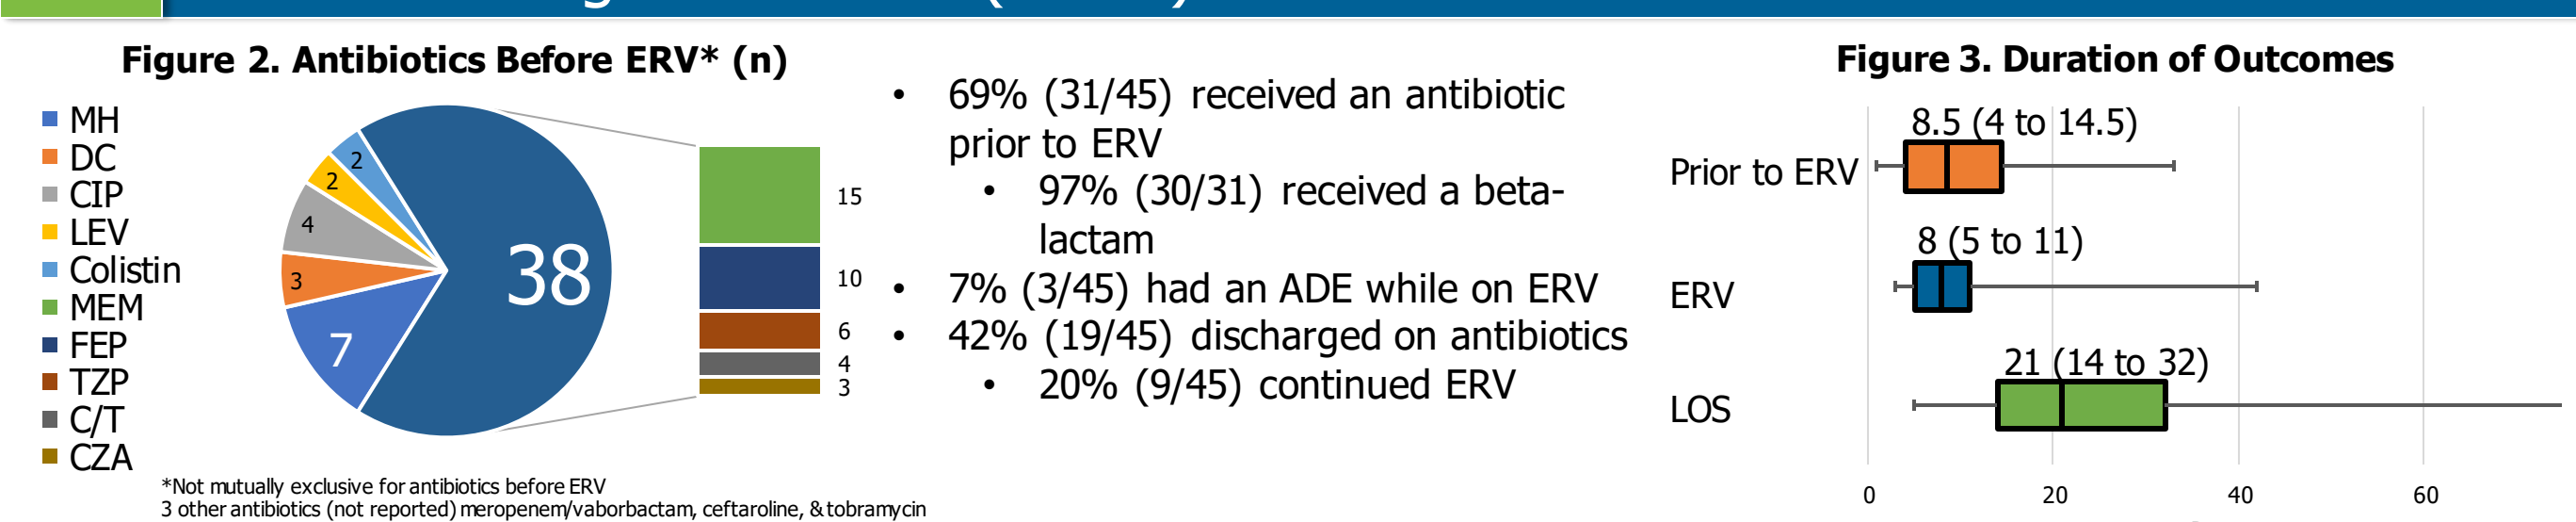 Figure 2. Antibiotics Before ERV* (n)
MH
DC
CIP
LEV
Colistin
MEM
FEP
TZP
C/T
CZA
2
2
4
3
7
38
15
10
6
4
3
*Not mutually exclusive for antibiotics before ERV
3 other antibiotics (not reported) meropenem/vaborbactam, ceftaroline, & tobramycin
• 69% (31/45) received an antibiotic
prior to ERV
• 97% (30/31) received a beta-
lactam
• 7% (3/45) had an ADE while on ERV
• 42% (19/45) discharged on antibiotics
• 20% (9/45) continued ERV
Figure 3. Duration of Outcomes
8.5 (4 to 14.5)
Prior to ERV
8 (5 to 11)
ERV
21 (14 to 32)
LOS
0 20 40 60